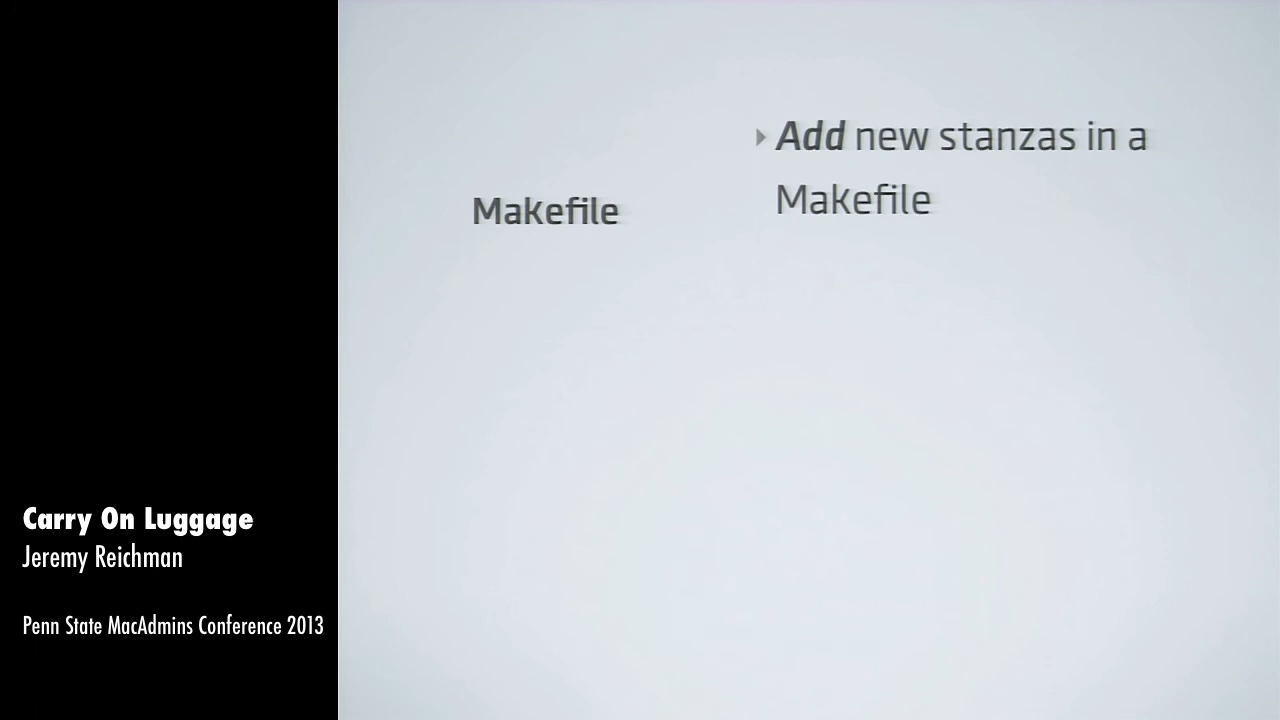 Makefile
Add new stanzas in a
Makefile
Carry On Luggage
Jeremy Reichman
Penn State MacAdmins Conference 2013